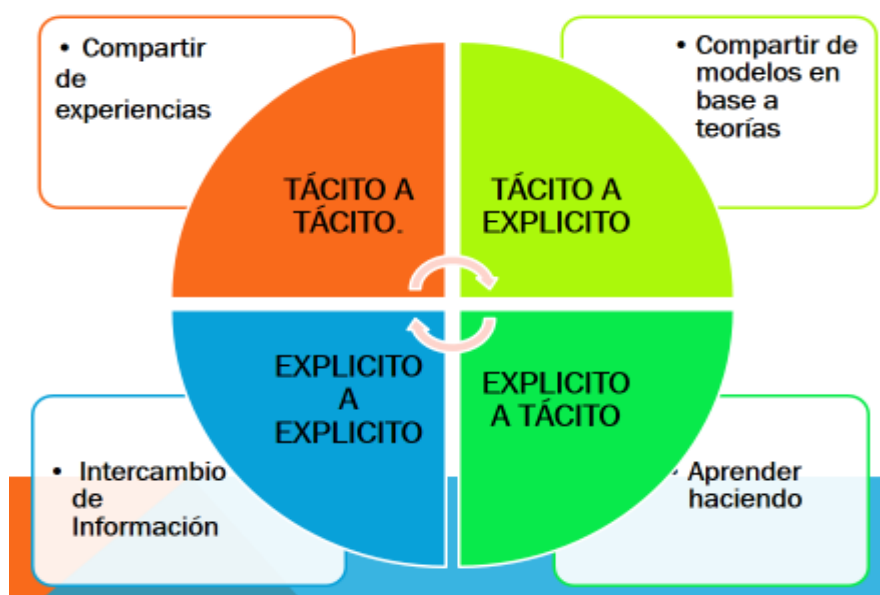 • Compartir
de
experiencias
• Compartir de
modelos en
base a
teorías
TÁCITO A
TÁCITO.
TÁCITO A
EXPLICITO
EXPLICITO
A
EXPLICITO
EXPLICITO
A TÁCITO
• Intercambio
de
Información
• Aprender
haciendo